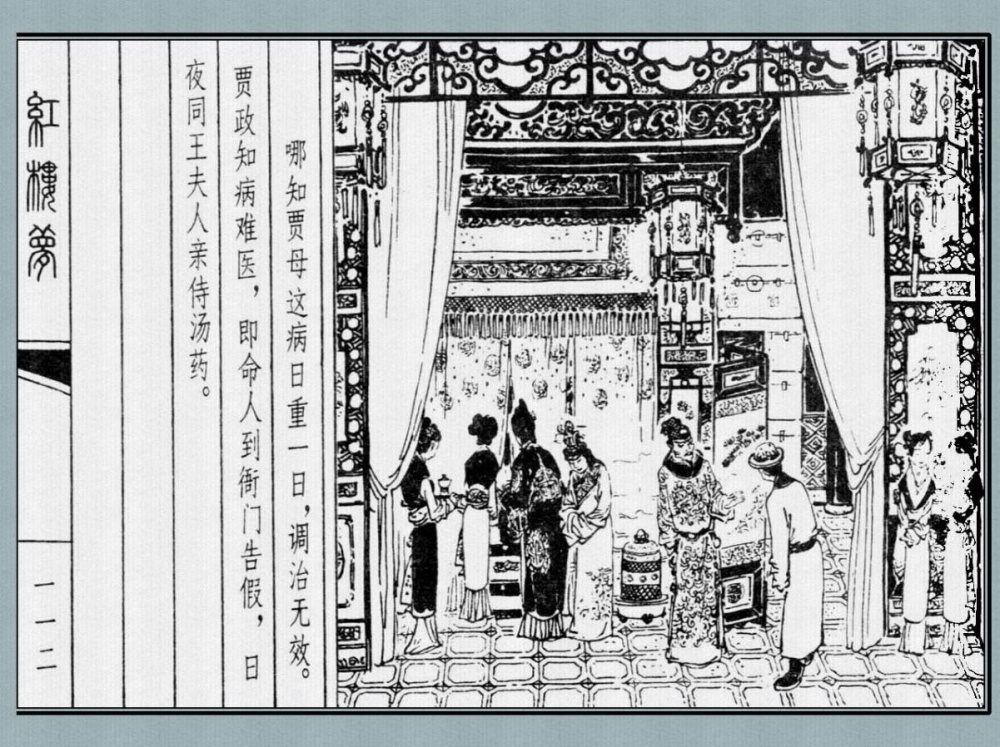 哪知贾母这病日重一日，调治无效。
贾政知病难医，即命人到衙门告假，日
夜同王夫人亲侍汤药。
紅樓夢
一一二